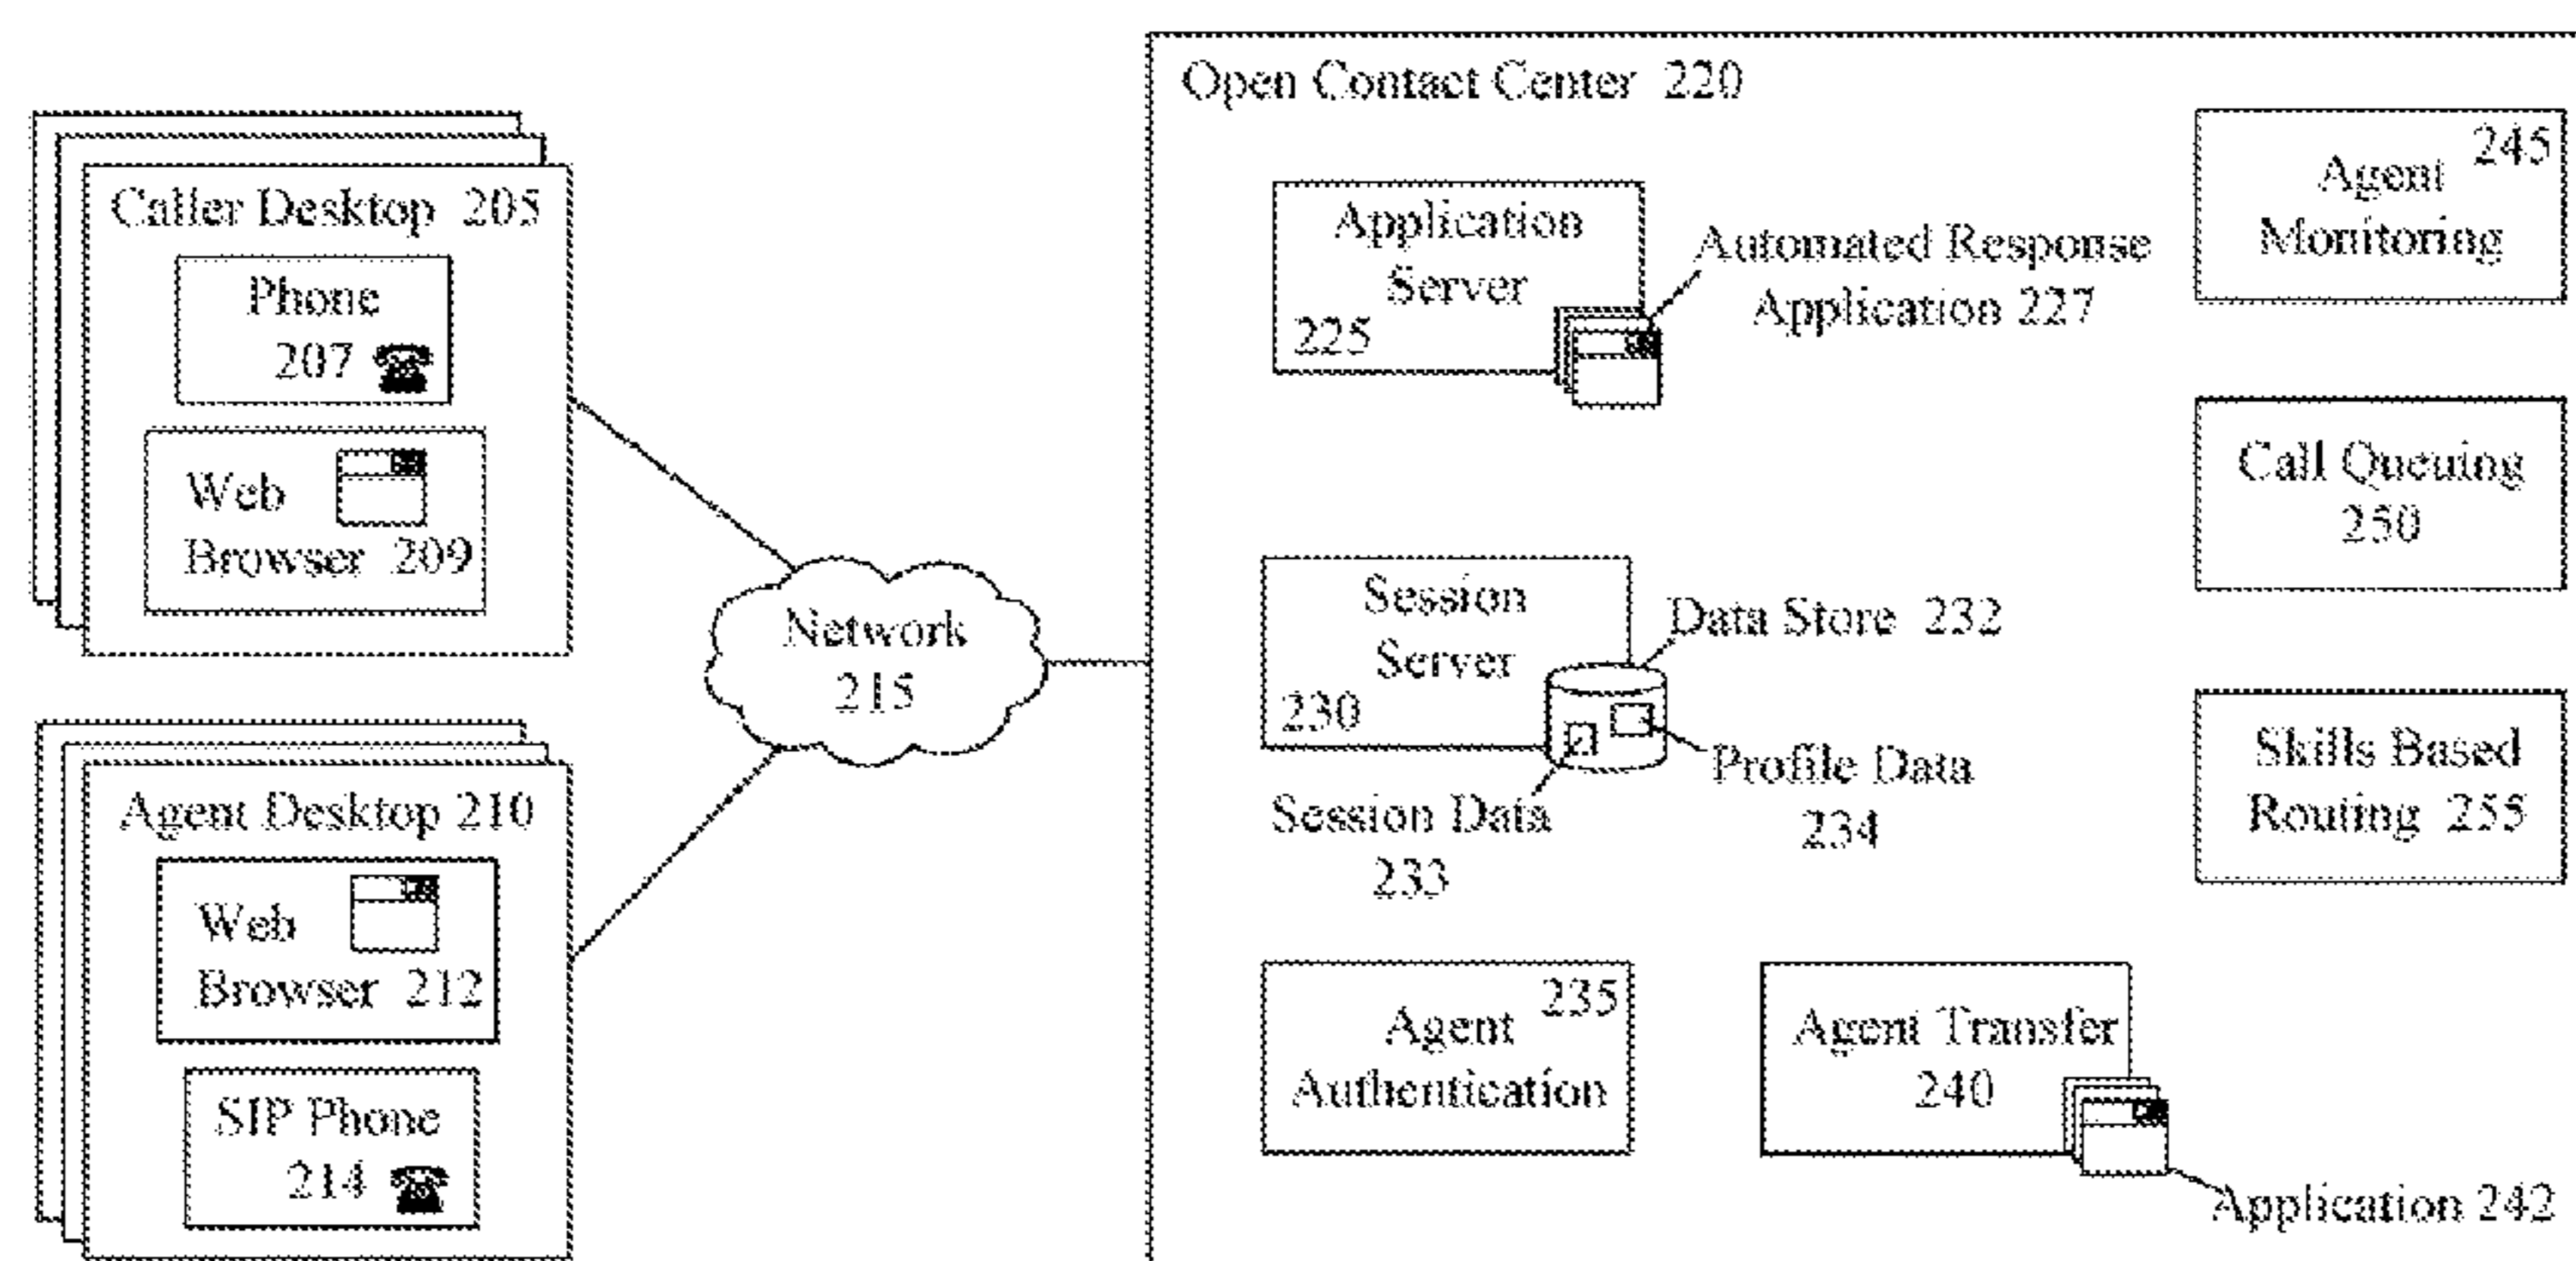 Caller Desktop 205
Phone
207
Web
Browser 209
Agent Desktop 210
Web
Browser 212
SIP Phone
214
Network
215
Open Contact Center 220
Application
Server
225
Automated Response
Application 227
Session
Server
230
Data Store 232
Profile Data
234
Session Data
233
235
Agent
Authentication
Agent Transfer
240
Application 242
245
Agent
Monitoring
Call Queuing
250
Skills Based
Routing 255